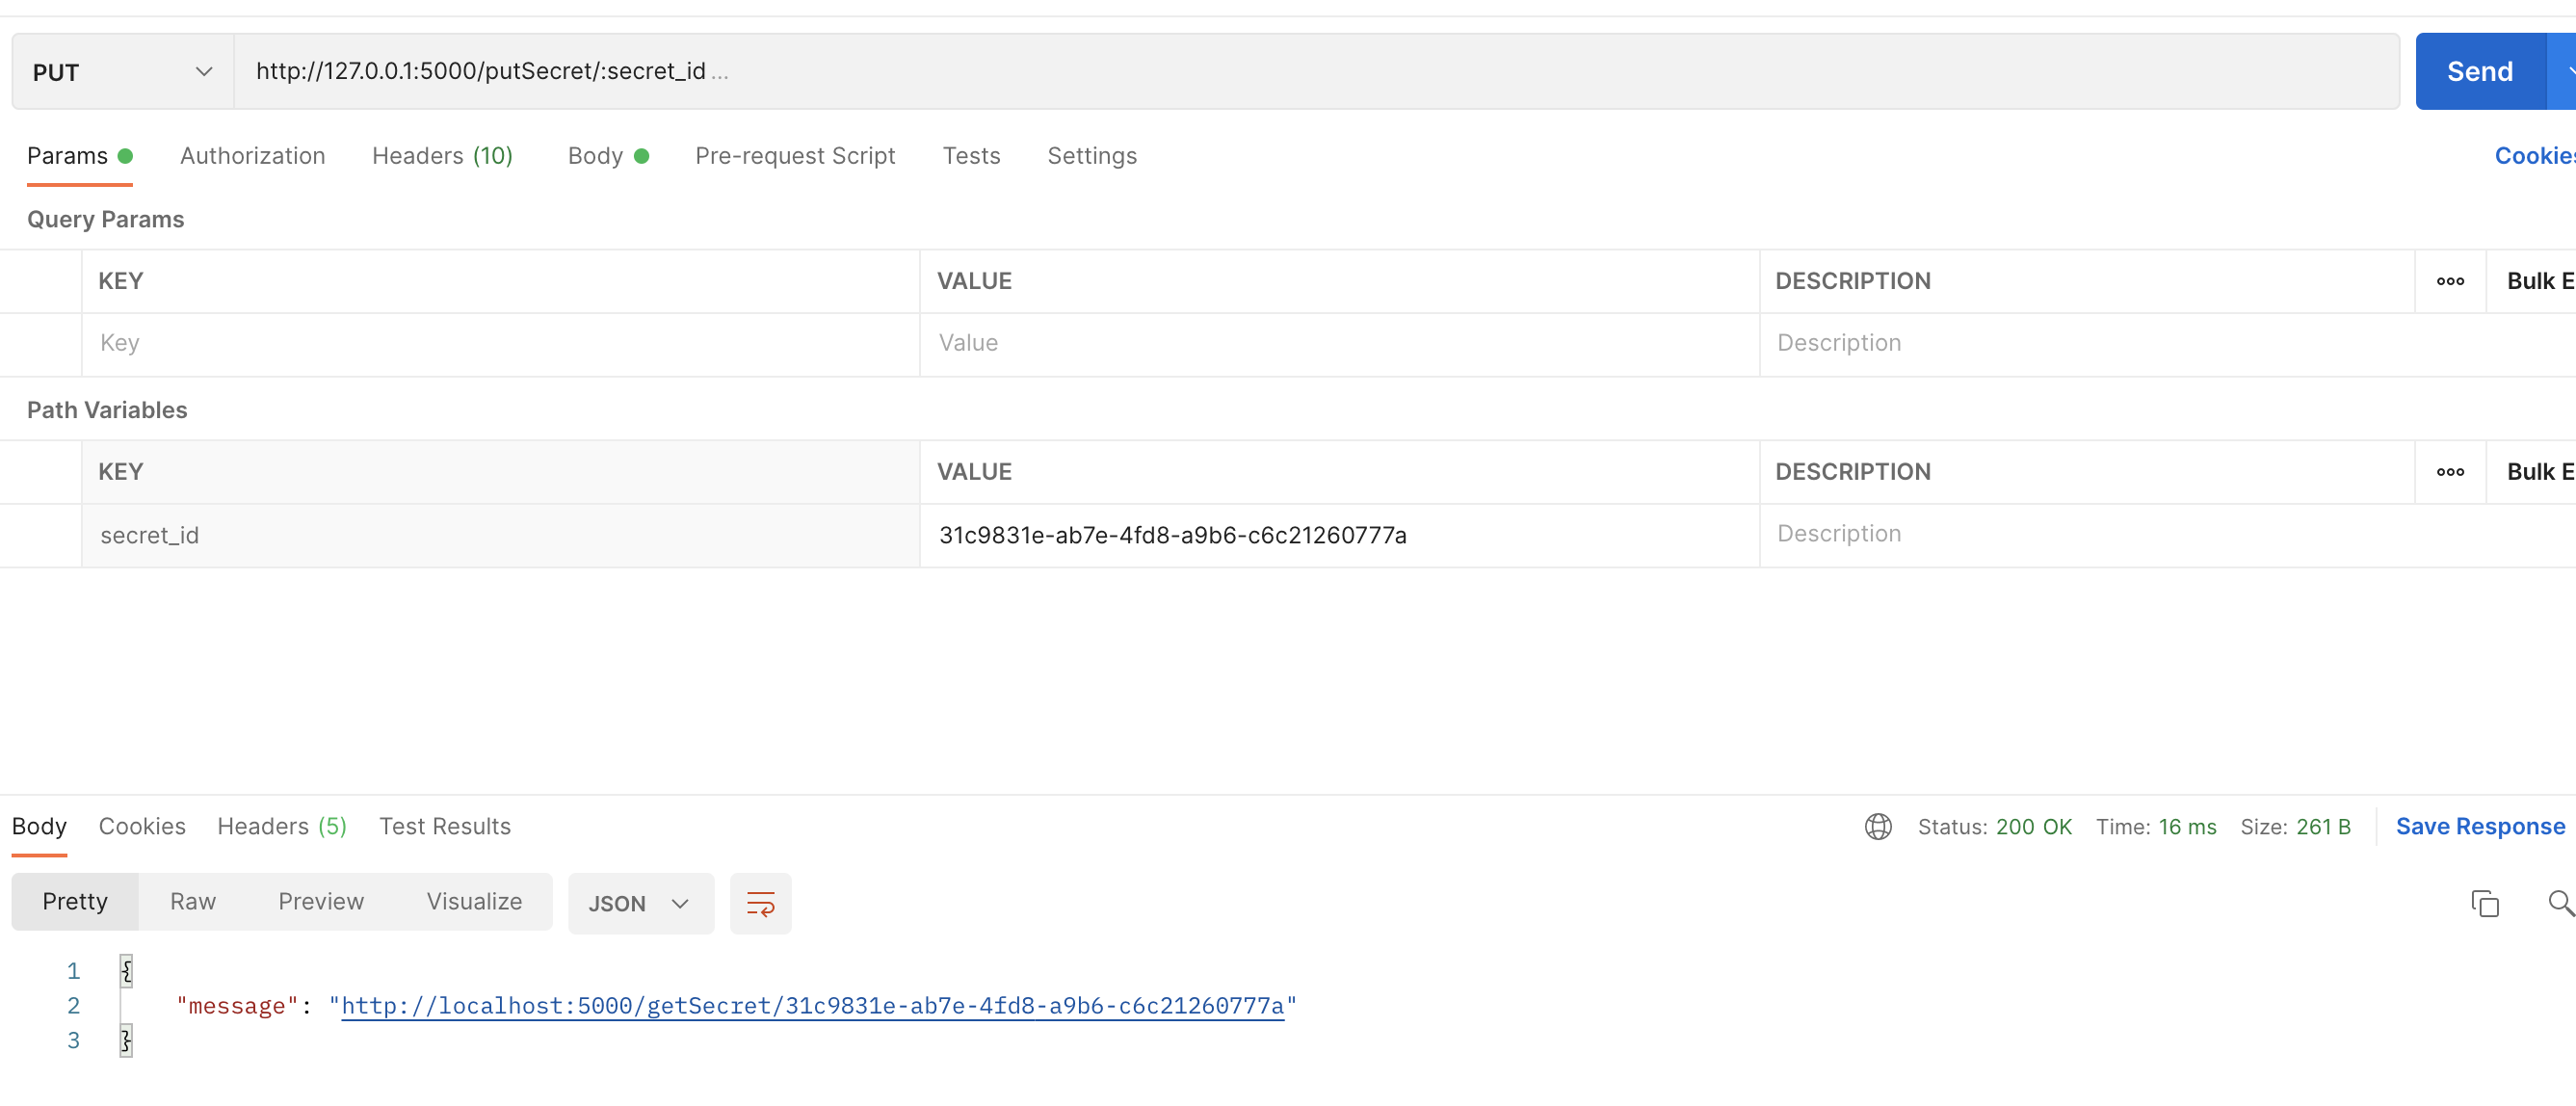 PUT http://127.0.0.1:5000/putSecret/:secret_id ... Send
Params Authorization Headers (10) Body Pre-request Script Tests Settings Cookies
Query Params
KEY VALUE DESCRIPTION ooo Bulk E
Key Value Description
Path Variables
KEY VALUE DESCRIPTION ooo Bulk E
secret_id 31c9831e-ab7e-4fd8-a9b6-c6c21260777a Description
Body Cookies Headers (5) Test Results Status: 200 OK Time: 16 ms Size: 261 B Save Response
Pretty Raw Preview Visualize JSON
1 {
2 "message": "http://localhost:5000/getSecret/31c9831e-ab7e-4fd8-a9b6-c6c21260777a"
3 }